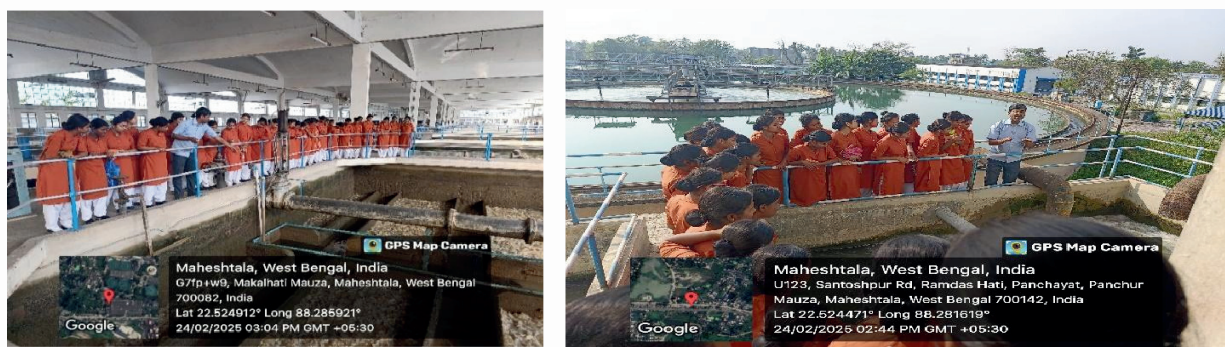 GPS Map Camera
Maheshtala, West Bengal, India
G7fp+w9, Makalhati Mauza, Maheshtala, West Bengal
700082, India
Lat 22.524912° Long 88.285921°
24/02/2025 03:04 PM GMT +05:30
Google
GPS Map Camera
Maheshtala, West Bengal, India
U123, Santoshpur Rd, Ramdas Hati, Panchayat, Panchur
Mauza, Maheshtala, West Bengal 700142, India
Lat 22.524471° Long 88.281619°
24/02/2025 02:44 PM GMT +05:30
Google